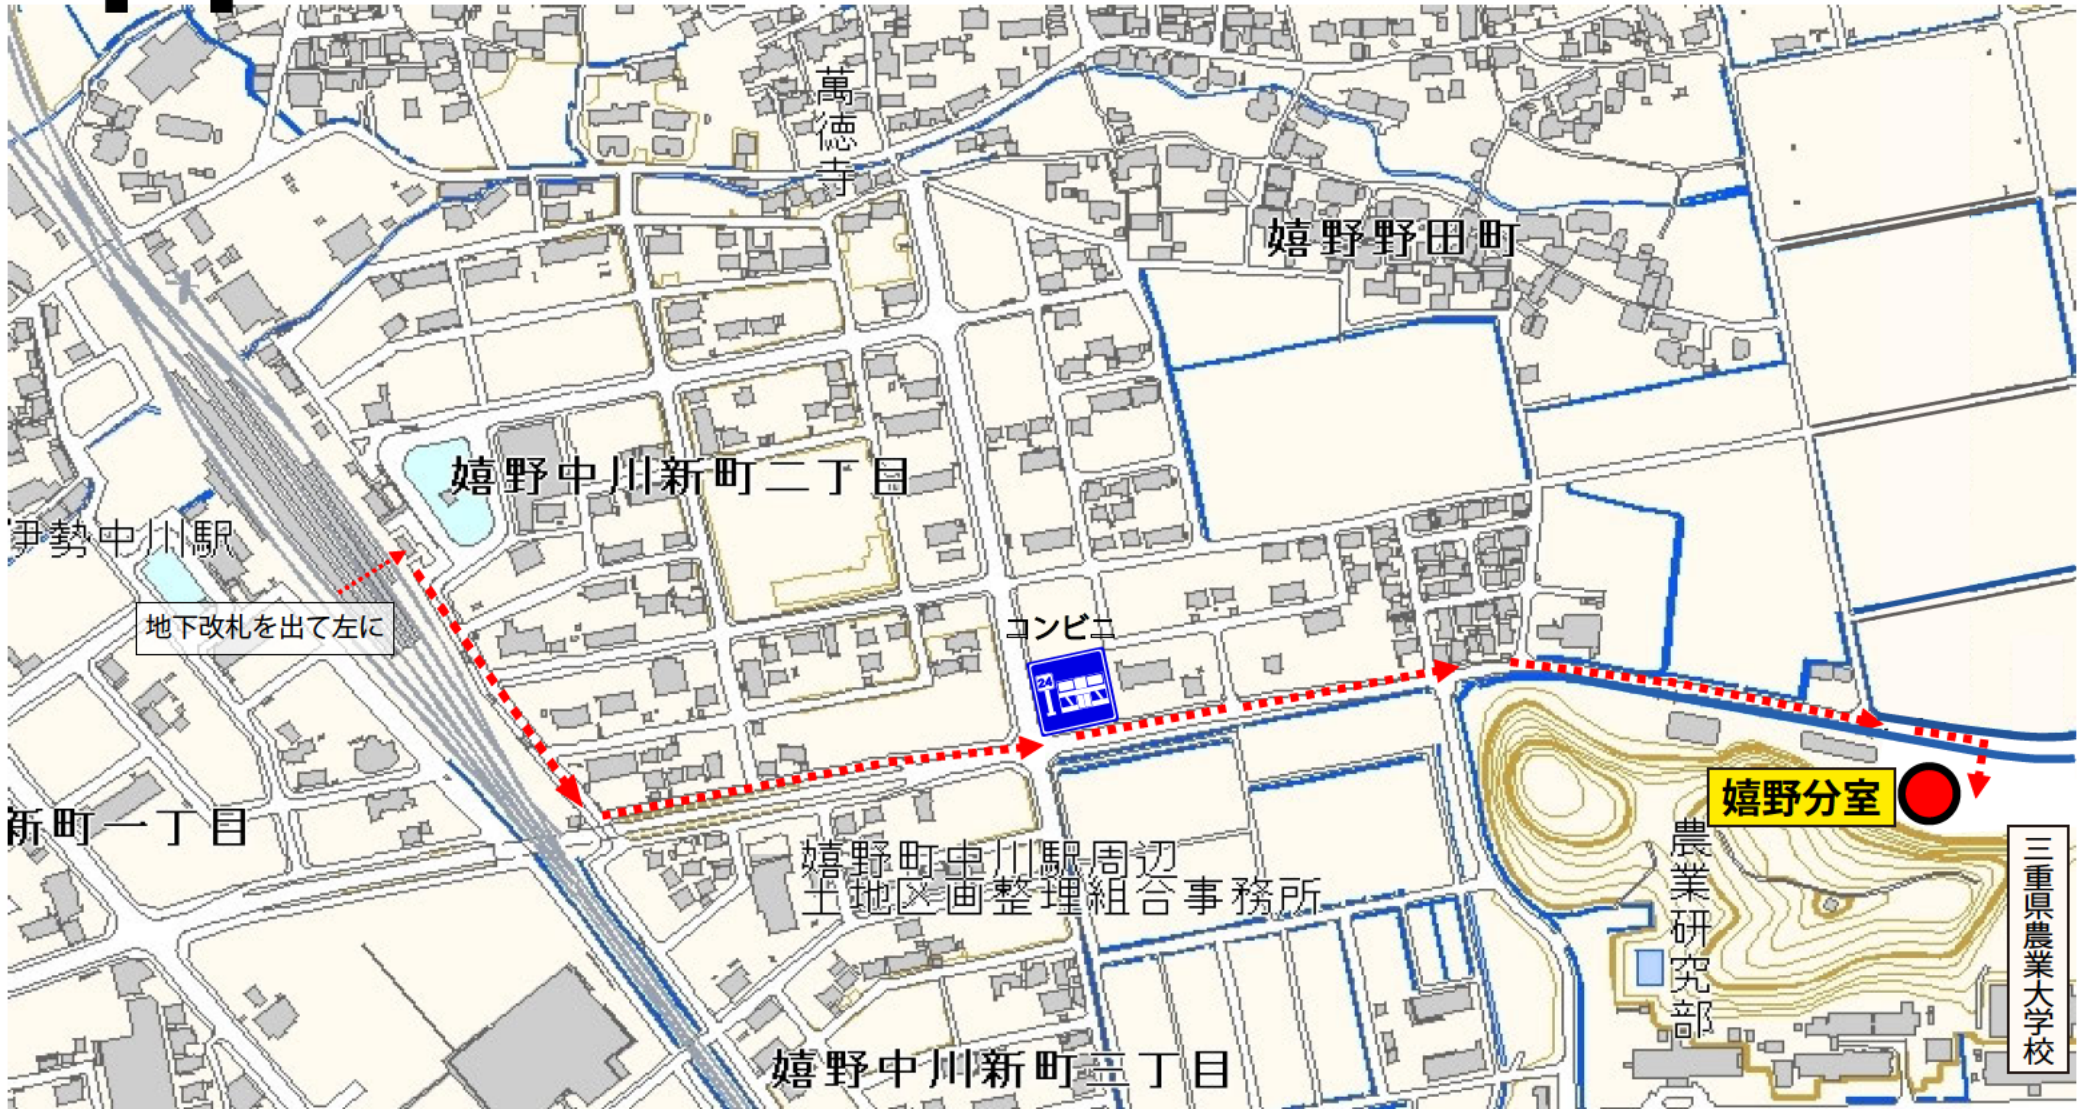 萬徳寺
嬉野野田町
嬉野中川新町二丁目
伊勢中川駅
地下改札を出て左に
コンビニ
24
嬉野分室
新町一丁目
嬉野町中川駅周辺
土地区画整理組合事務所
農業研究部
三重県農業大学校
嬉野中川新町三丁目